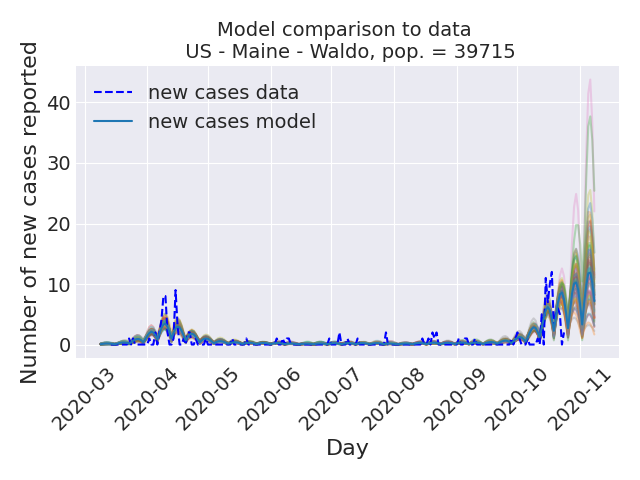 Model comparison to data
US - Maine - Waldo, pop. = 39715
Number of new cases reported
40
30
20
10
0
new cases data
new cases model
2020-03
2020-04
2020-05
2020-06
2020-07
2020-08
2020-09
2020-10
2020-11
Day